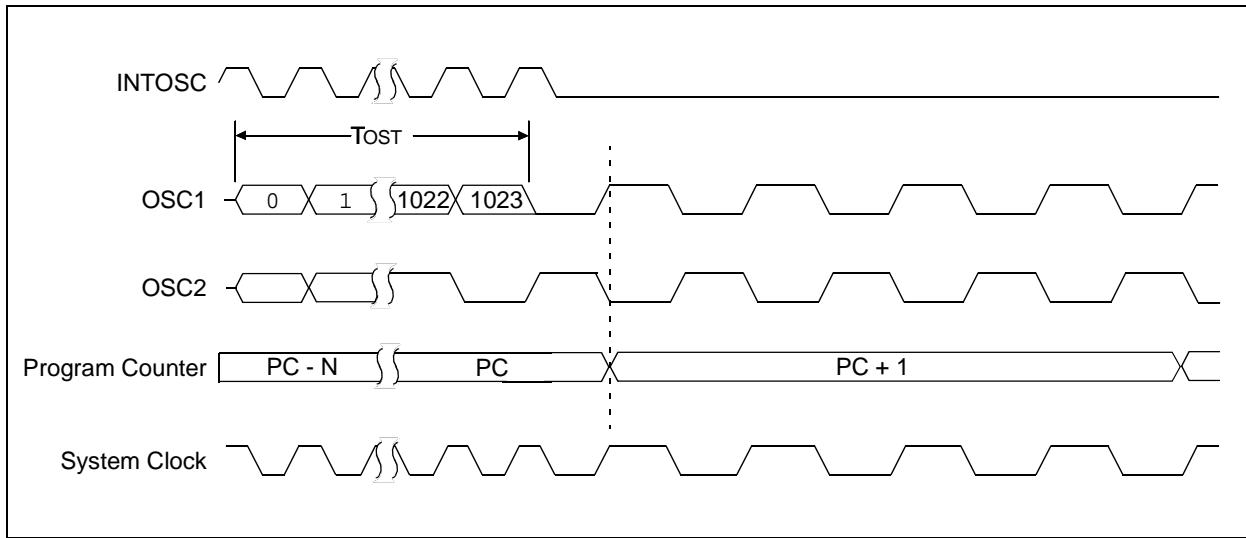 INTOSC
TOST
OSC1 0 1 1022 1023
OSC2
Program Counter PC - N PC PC + 1
System Clock